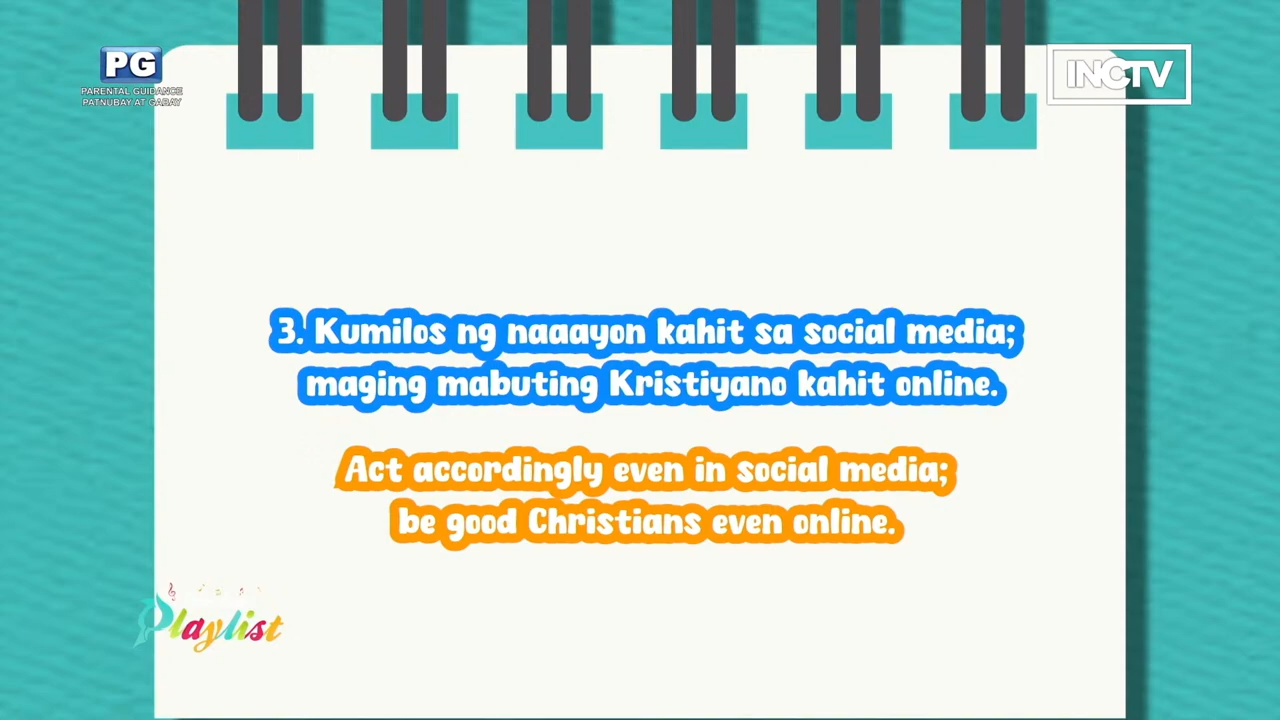 PG
PARENTAL GUIDANCE
PATNUBAY AT GABAY
INCTV
3. Kumilos ng naaayon kahit sa social media;
maging mabuting Kristiyano kahit online.
Act accordingly even in social media;
be good Christians even online.
Playlist